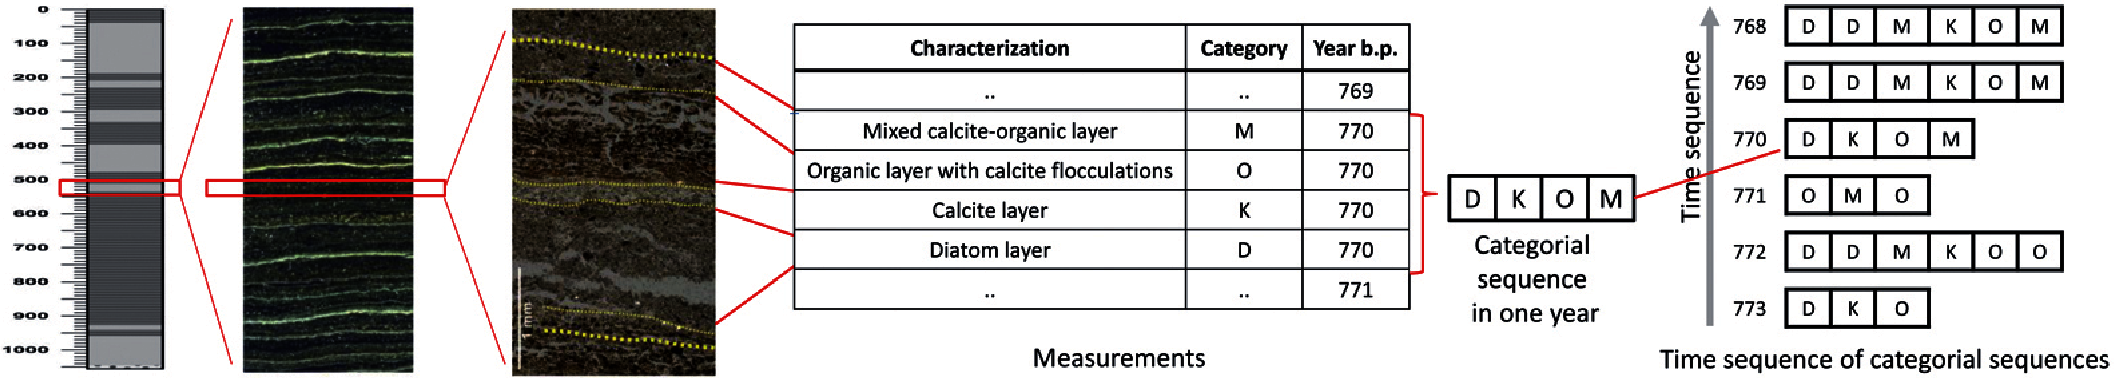 0
100
200
300
400
500
600
700
800
900
1000
1 mm
Characterization Category Year b.p.
.. .. 769
Mixed calcite-organic layer M 770
Organic layer with calcite flocculations O 770
Calcite layer K 770
Diatom layer D 770
.. .. 771
Measurements
D K O M
Categorial
sequence
in one year
Time sequence
768 D D M K O M
769 D D M K O M
770 D K O M
771 O M O
772 D D M K O O
773 D K O
Time sequence of categorial sequences